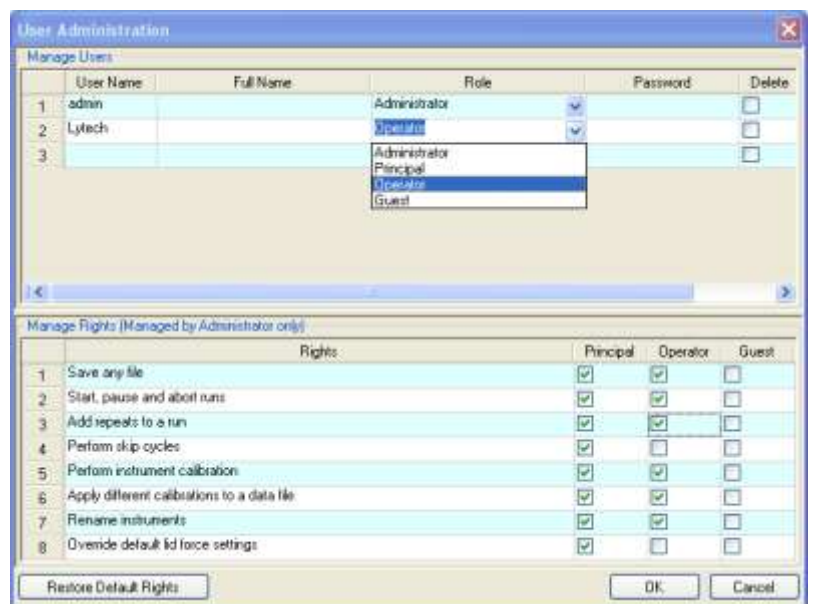 User Administration
Manage Users
User Name Full Name Role Password Delete
1 admin Administrator
2 Lytech Operator
3 Administrator
Principal
Operator
Guest
Manage Rights (Managed by Administrator only)
Rights Principal Operator Guest
1 Save any file
2 Start, pause and abort runs
3 Add repeats to a run
4 Perform skip cycles
5 Perform instrument calibration
6 Apply different calibrations to a data file
7 Rename instruments
8 Override default lid force settings
Restore Default Rights OK Cancel